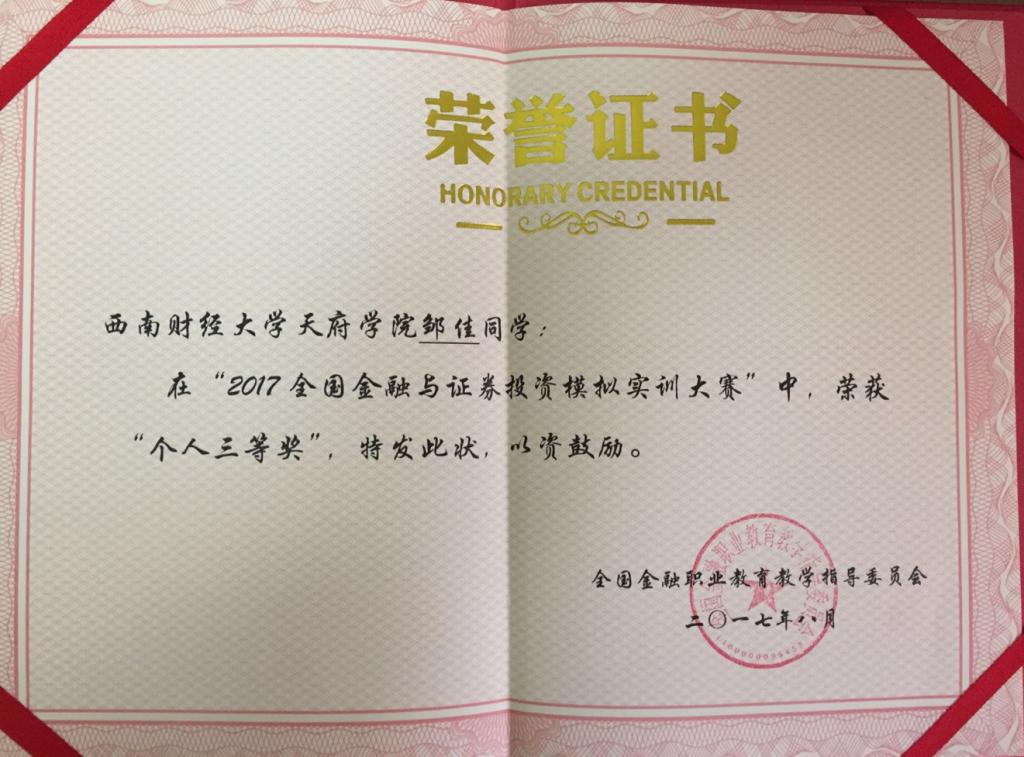 荣誉证书
HONORARY CREDENTIAL
西南财经大学天府学院邹佳同学：
在“2017全国金融与证券投资模拟实训大赛”中，荣获
“个人三等奖”，特发此状，以资鼓励。
全国金融职业教育教学指导委员会
二〇一七年八月